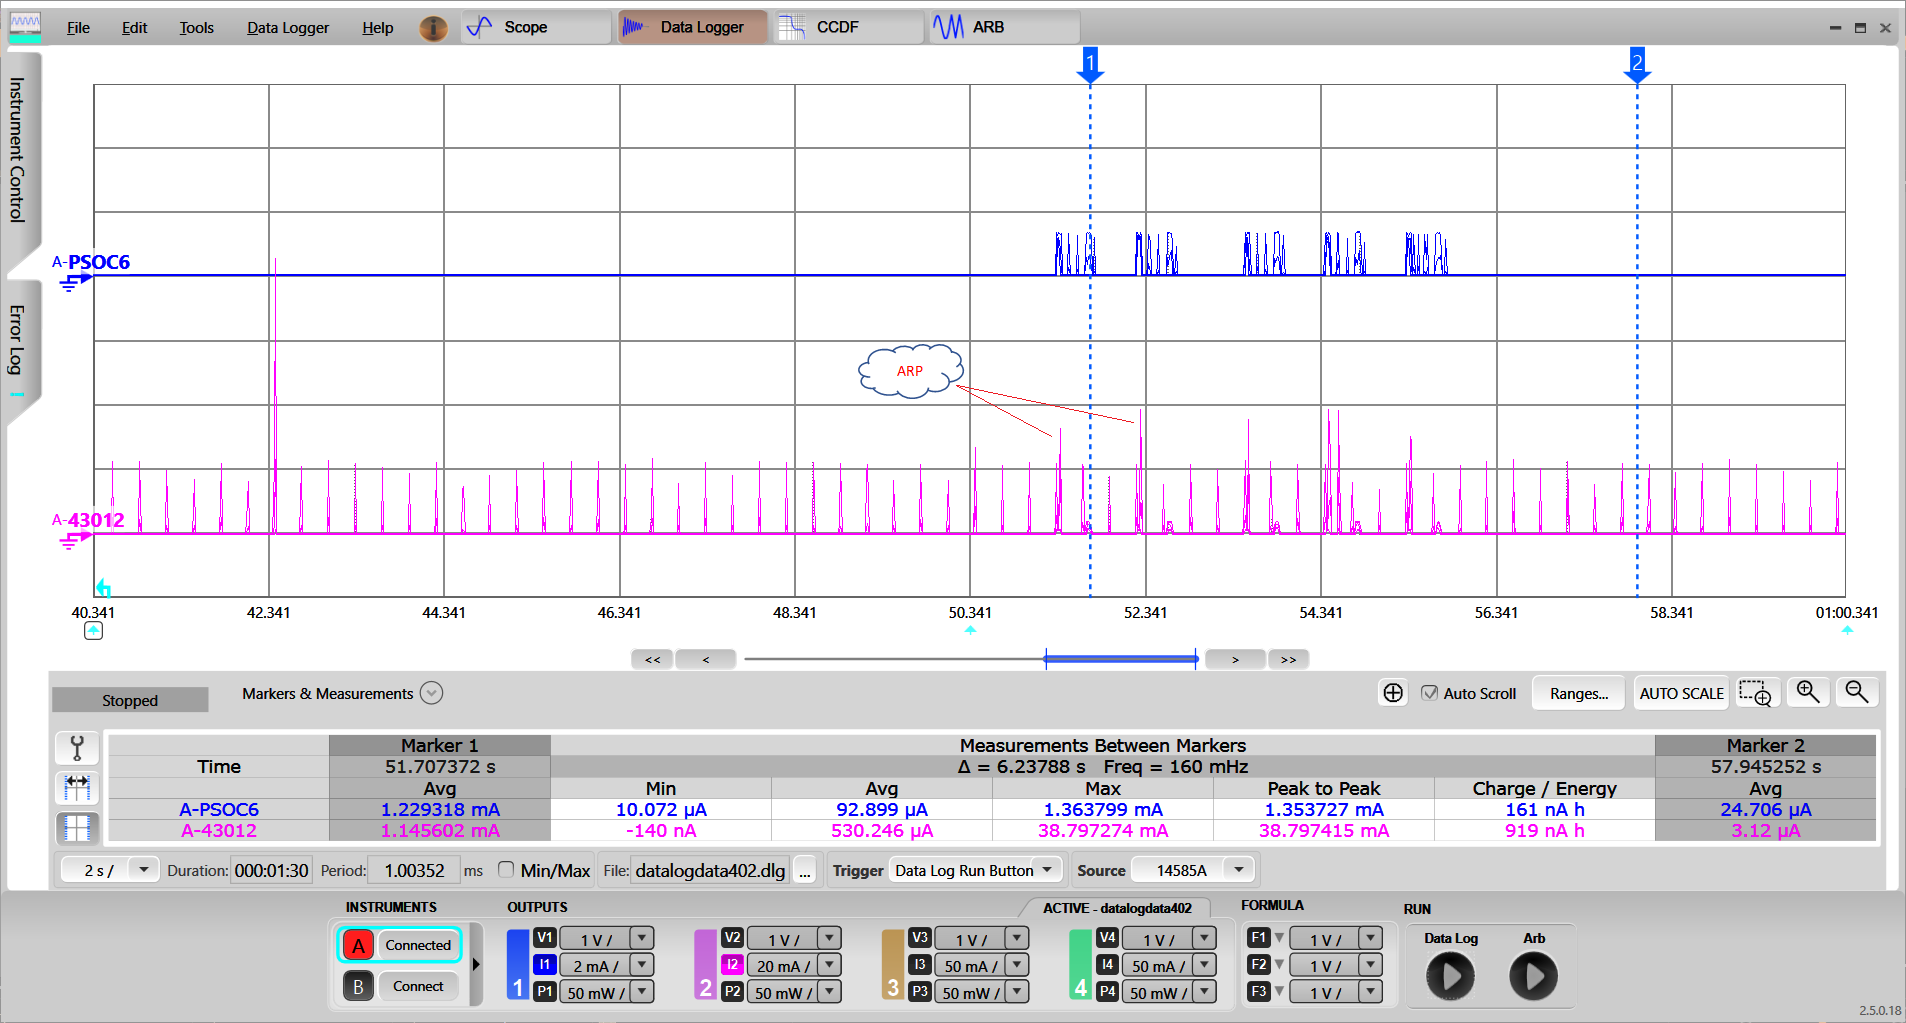 File Edit Tools Data Logger Help Scope Data Logger CCDF ARB
Instrument Control
Error Log
1 2
A-PSOC6
ARP
A-43012
40.341 42.341 44.341 46.341 48.341 50.341 52.341 54.341 56.341 58.341 01:00.341
<< < > >>
Stopped Markers & Measurements Auto Scroll Ranges... AUTO SCALE
Marker 1 Measurements Between Markers Marker 2
Time 51.707372 s Δ = 6.23788 s Freq = 160 mHz 57.945252 s
Avg Min Avg Max Peak to Peak Charge / Energy Avg
A-PSOC6 1.229318 mA 10.072 µA 92.899 µA 1.363799 mA 1.353727 mA 161 nA h 24.706 µA
A-43012 1.145602 mA -140 nA 530.246 µA 38.797274 mA 38.797415 mA 919 nA h 3.12 µA
2 s / Duration: 000:01:30 Period: 1.00352 ms Min/Max File: datalogdata402.dlg ... Trigger Data Log Run Button Source 14585A
INSTRUMENTS OUTPUTS ACTIVE - datalogdata402 FORMULA RUN
A Connected V1 1 V / V2 1 V / V3 1 V / V4 1 V / F1 1 V / Data Log Arb
I1 2 mA / I2 20 mA / I3 50 mA / I4 50 mA / F2 1 V /
B Connect 1 P1 50 mW / 2 P2 50 mW / 3 P3 50 mW / 4 P4 50 mW / F3 1 V /
2.5.0.18